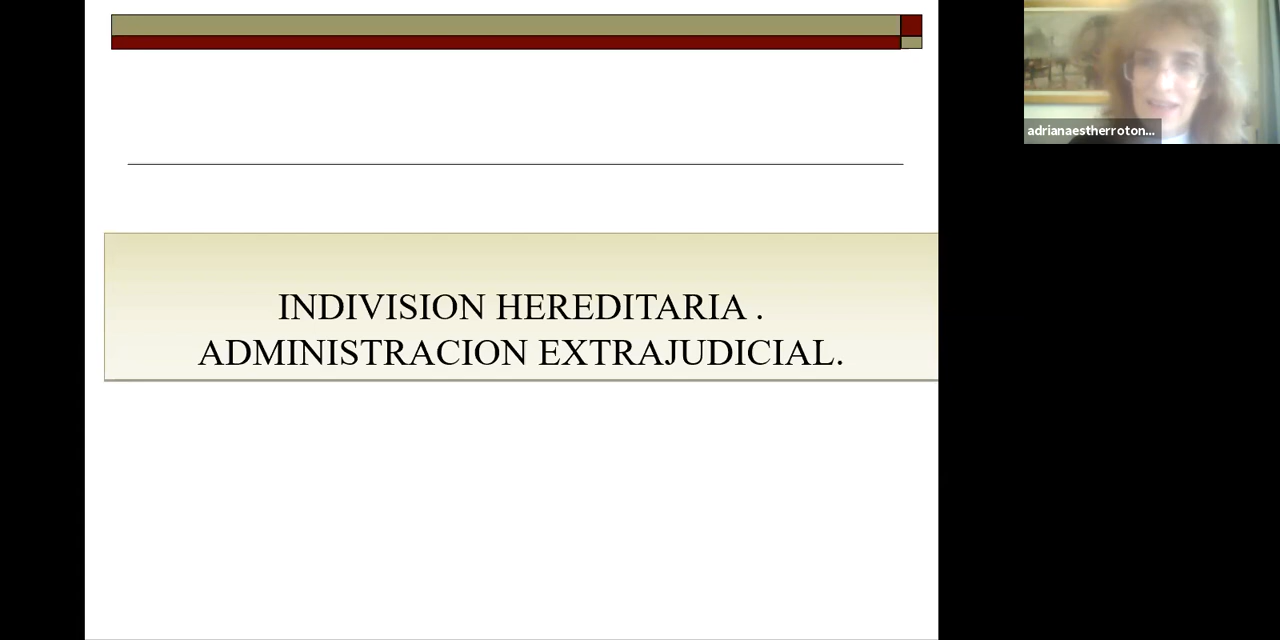 INDIVISION HEREDITARIA .
ADMINISTRACION EXTRAJUDICIAL.
adrianaestherroton...